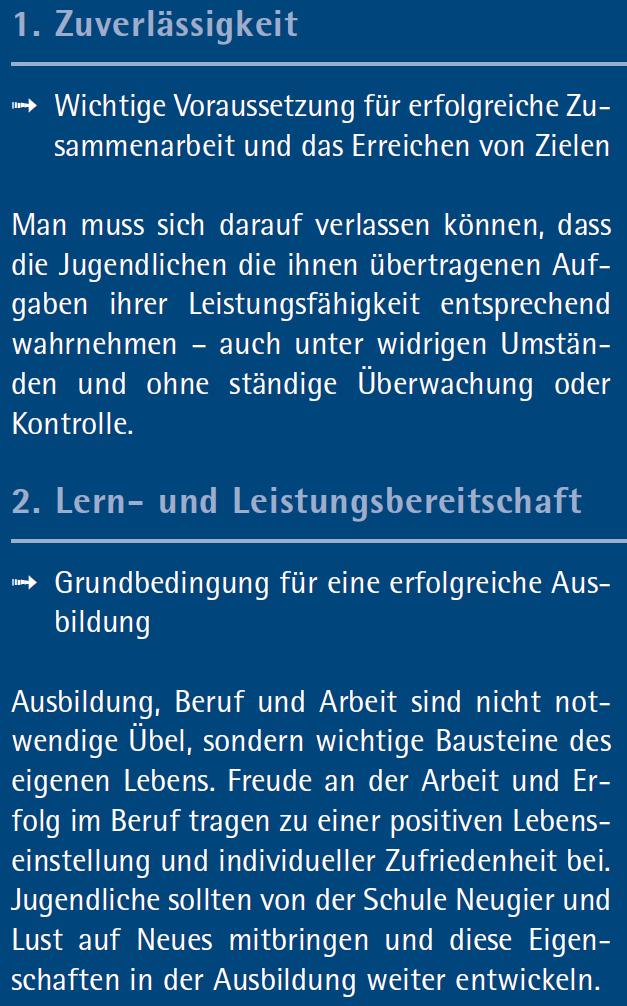 1. Zuverlässigkeit
➟ Wichtige Voraussetzung für erfolgreiche Zu-
sammenarbeit und das Erreichen von Zielen
Man muss sich darauf verlassen können, dass
die Jugendlichen die ihnen übertragenen Auf-
gaben ihrer Leistungsfähigkeit entsprechend
wahrnehmen – auch unter widrigen Umstän-
den und ohne ständige Überwachung oder
Kontrolle.
2. Lern- und Leistungsbereitschaft
➟ Grundbedingung für eine erfolgreiche Aus-
bildung
Ausbildung, Beruf und Arbeit sind nicht not-
wendige Übel, sondern wichtige Bausteine des
eigenen Lebens. Freude an der Arbeit und Er-
folg im Beruf tragen zu einer positiven Lebens-
einstellung und individueller Zufriedenheit bei.
Jugendliche sollten von der Schule Neugier und
Lust auf Neues mitbringen und diese Eigen-
schaften in der Ausbildung weiter entwickeln.